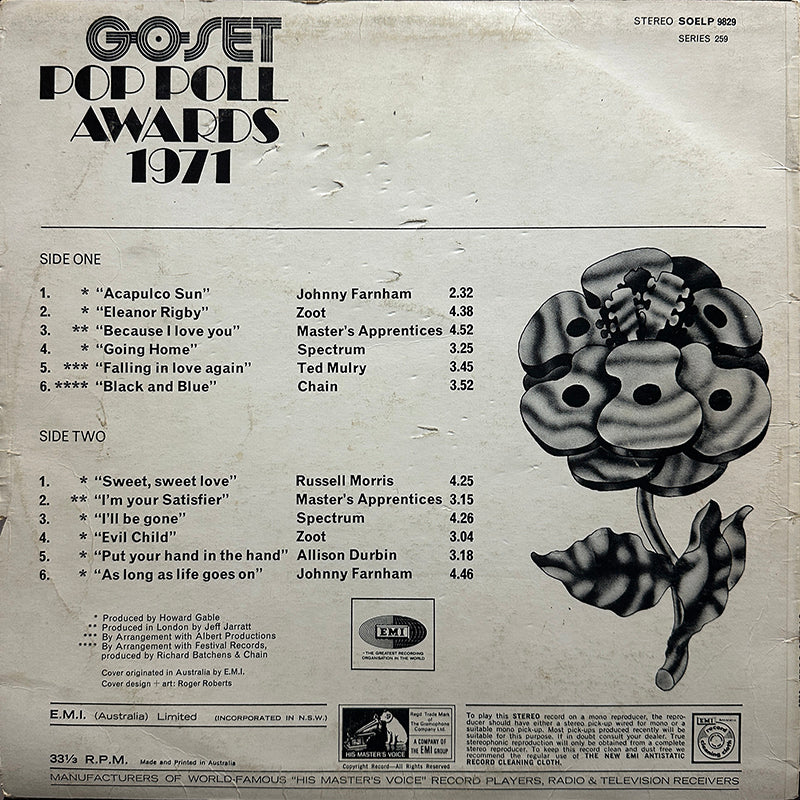 GO-SET
POP POLL
AWARDS
1971
STEREO SOELP 9829
SERIES 259
SIDE ONE
1. * "Acapulco Sun" Johnny Farnham 2.32
2. * "Eleanor Rigby" Zoot 4.38
3. ** "Because I love you" Master's Apprentices 4.52
4. * "Going Home" Spectrum 3.25
5. *** "Falling in love again" Ted Mulry 3.45
6. **** "Black and Blue" Chain 3.52
SIDE TWO
1. * "Sweet, sweet love" Russell Morris 4.25
2. ** "I'm your Satisfier" Master's Apprentices 3.15
3. * "I'll be gone" Spectrum 4.26
4. * "Evil Child" Zoot 3.04
5. * "Put your hand in the hand" Allison Durbin 3.18
6. * "As long as life goes on" Johnny Farnham 4.46
* Produced by Howard Gable
** Produced in London by Jeff Jarratt
*** By Arrangement with Albert Productions
**** By Arrangement with Festival Records,
produced by Richard Batchens & Chain
Cover originated in Australia by E.M.I.
Cover design + art: Roger Roberts
EMI
THE GREATEST RECORDING
ORGANISATION IN THE WORLD
E.M.I. (Australia) Limited (INCORPORATED IN N.S.W.)
33⅓ R.P.M. Made and Printed in Australia
HIS MASTER'S VOICE
Regd Trade Mark
of The
Gramophone
Company Ltd.
A COMPANY OF
THE EMI GROUP
Copyright Record—All Rights Reserved
To play this STEREO record on a mono reproducer, the repro-
ducer should have either a stereo pick-up wired for mono or a
suitable mono pick-up. Most pick-ups produced recently will be
suitable for this purpose. If in doubt consult your dealer. True
stereophonic reproduction will only be obtained from a complete
stereo reproducer. To keep this record clean and dust free we
recommend the regular use of THE NEW EMI ANTISTATIC
RECORD CLEANING CLOTH.
EMI
record
cleaning cloth
MANUFACTURERS OF WORLD-FAMOUS "HIS MASTER'S VOICE" RECORD PLAYERS, RADIO & TELEVISION RECEIVERS